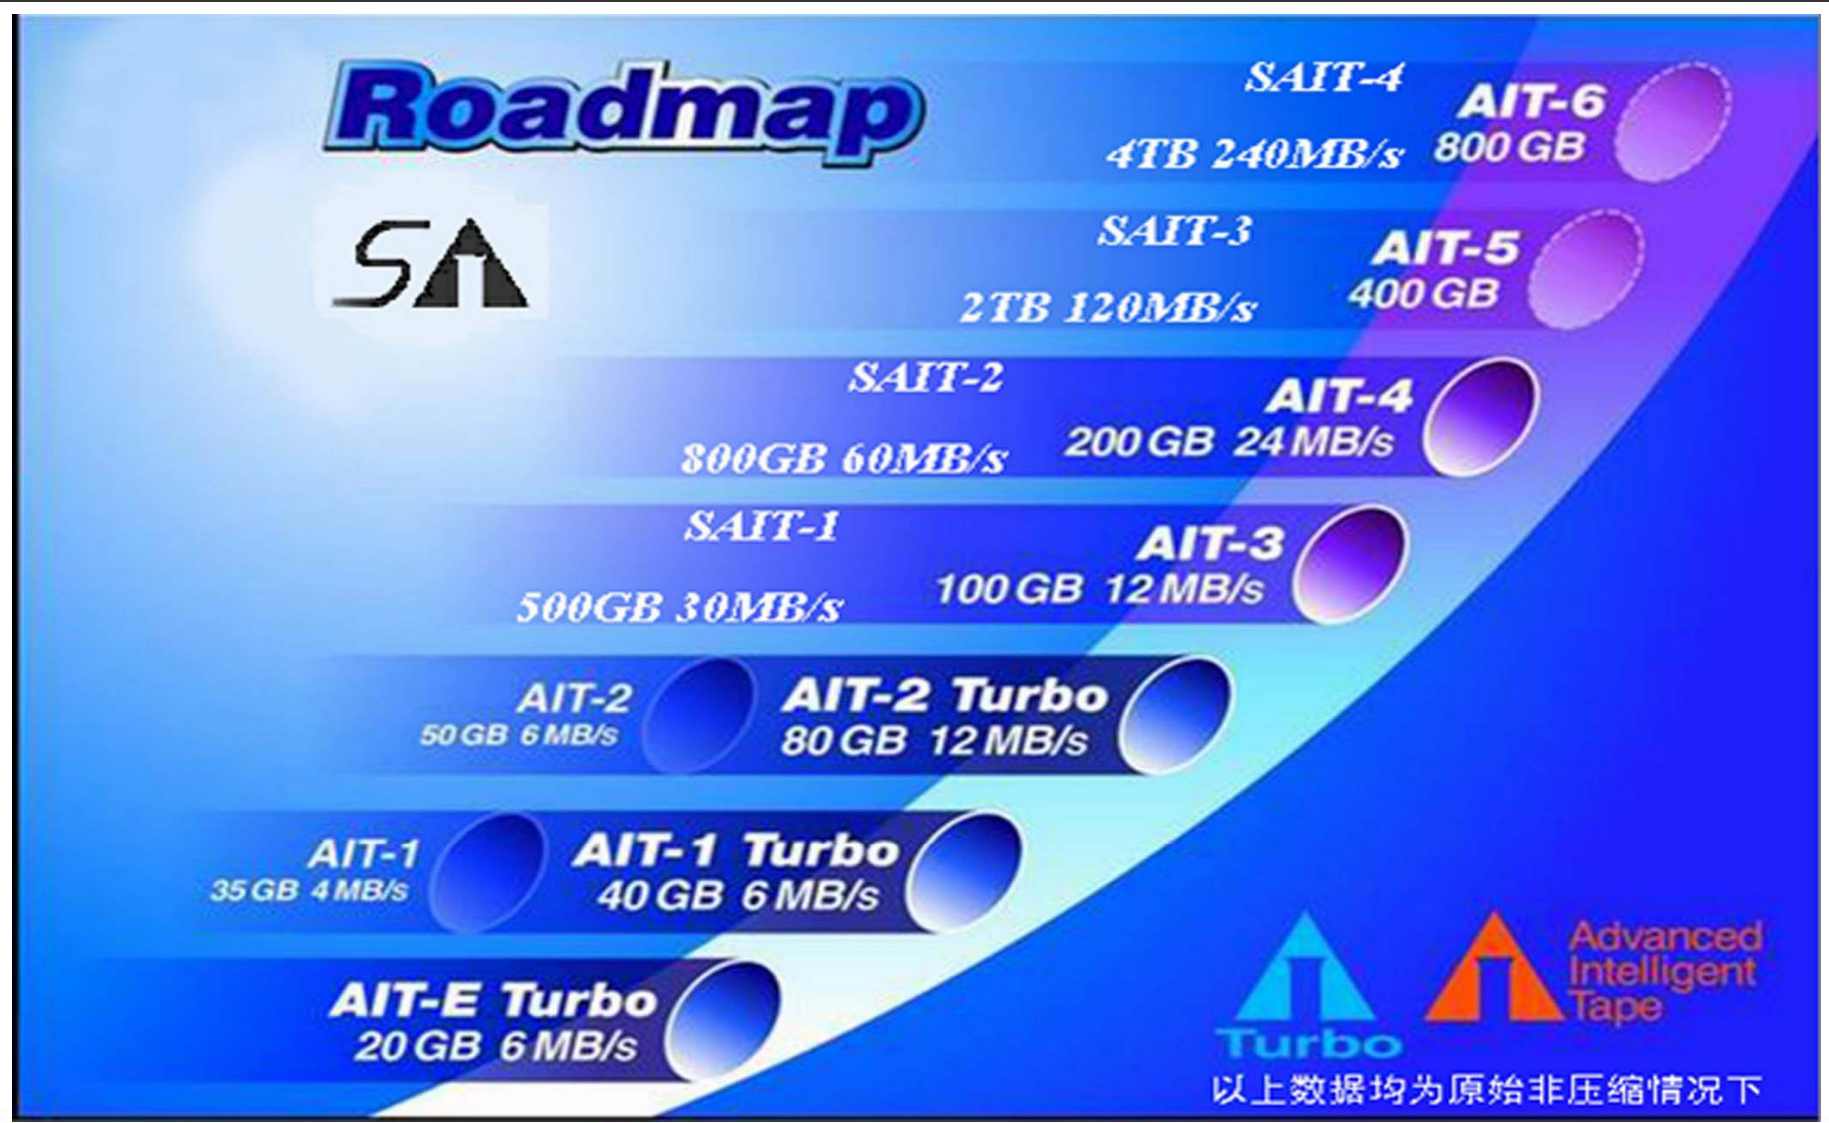 Roadmap
SAIT-4
4TB 240MB/s
AIT-6
800 GB
SAIT-3
2TB 120MB/s
AIT-5
400 GB
SAIT-2
800GB 60MB/s
AIT-4
200 GB 24 MB/s
SAIT-1
500GB 30MB/s
AIT-3
100 GB 12 MB/s
AIT-2
50 GB 6 MB/s
AIT-2 Turbo
80 GB 12 MB/s
AIT-1
35 GB 4 MB/s
AIT-1 Turbo
40 GB 6 MB/s
AIT-E Turbo
20 GB 6 MB/s
Turbo
Advanced
Intelligent
Tape
以上数据均为原始非压缩情况下